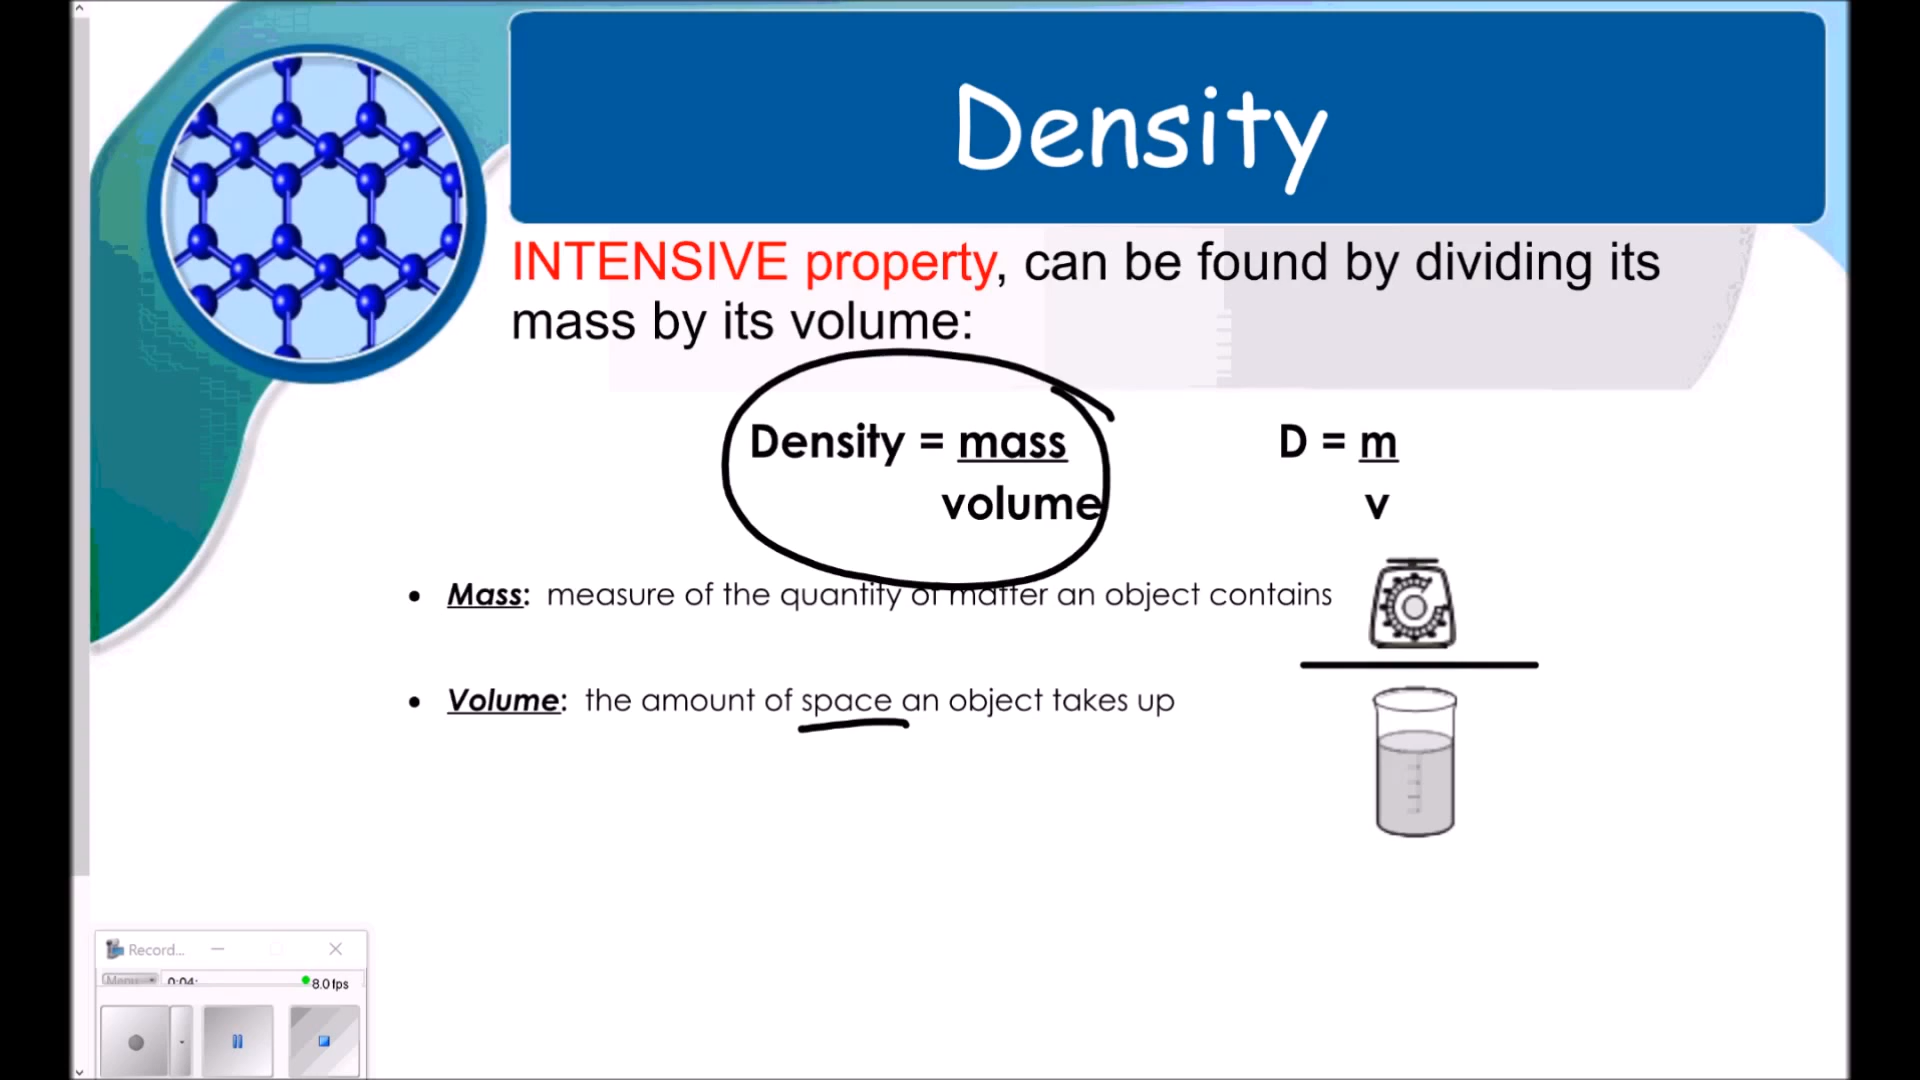 Density
INTENSIVE property, can be found by dividing its
mass by its volume:
Density = mass
volume
D = m
v
• Mass: measure of the quantity of matter an object contains
• Volume: the amount of space an object takes up
Record...
Menu
0:04:
8.0 fps